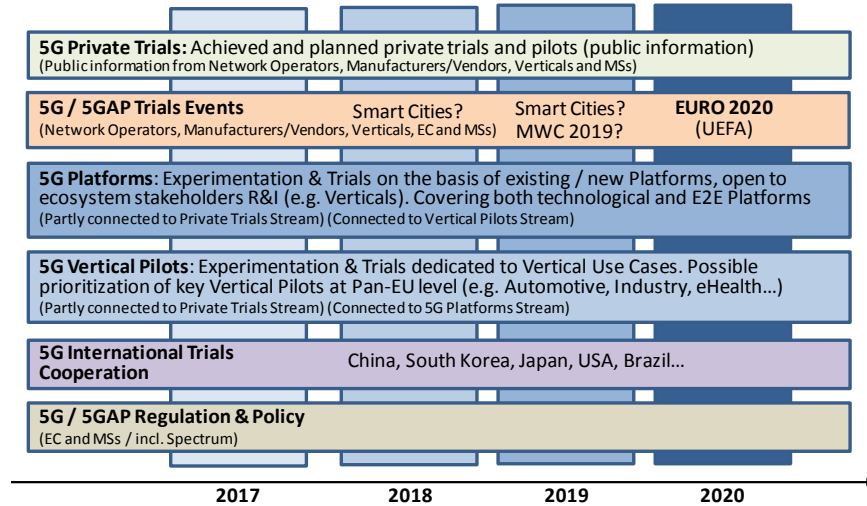 5G Private Trials: Achieved and planned private trials and pilots (public information)
(Public information from Network Operators, Manufacturers/Vendors, Verticals and MSs)
5G / 5GAP Trials Events
(Network Operators, Manufacturers/Vendors, Verticals, EC and MSs)
Smart Cities?
Smart Cities?
MWC 2019?
EURO 2020
(UEFA)
5G Platforms: Experimentation & Trials on the basis of existing / new Platforms, open to
ecosystem stakeholders R&I (e.g. Verticals). Covering both technological and E2E Platforms
(Partly connected to Private Trials Stream) (Connected to Vertical Pilots Stream)
5G Vertical Pilots: Experimentation & Trials dedicated to Vertical Use Cases. Possible
prioritization of key Vertical Pilots at Pan-EU level (e.g. Automotive, Industry, eHealth...)
(Partly connected to Private Trials Stream) (Connected to 5G Platforms Stream)
5G International Trials
Cooperation
China, South Korea, Japan, USA, Brazil...
5G / 5GAP Regulation & Policy
(EC and MSs / incl. Spectrum)
2017
2018
2019
2020